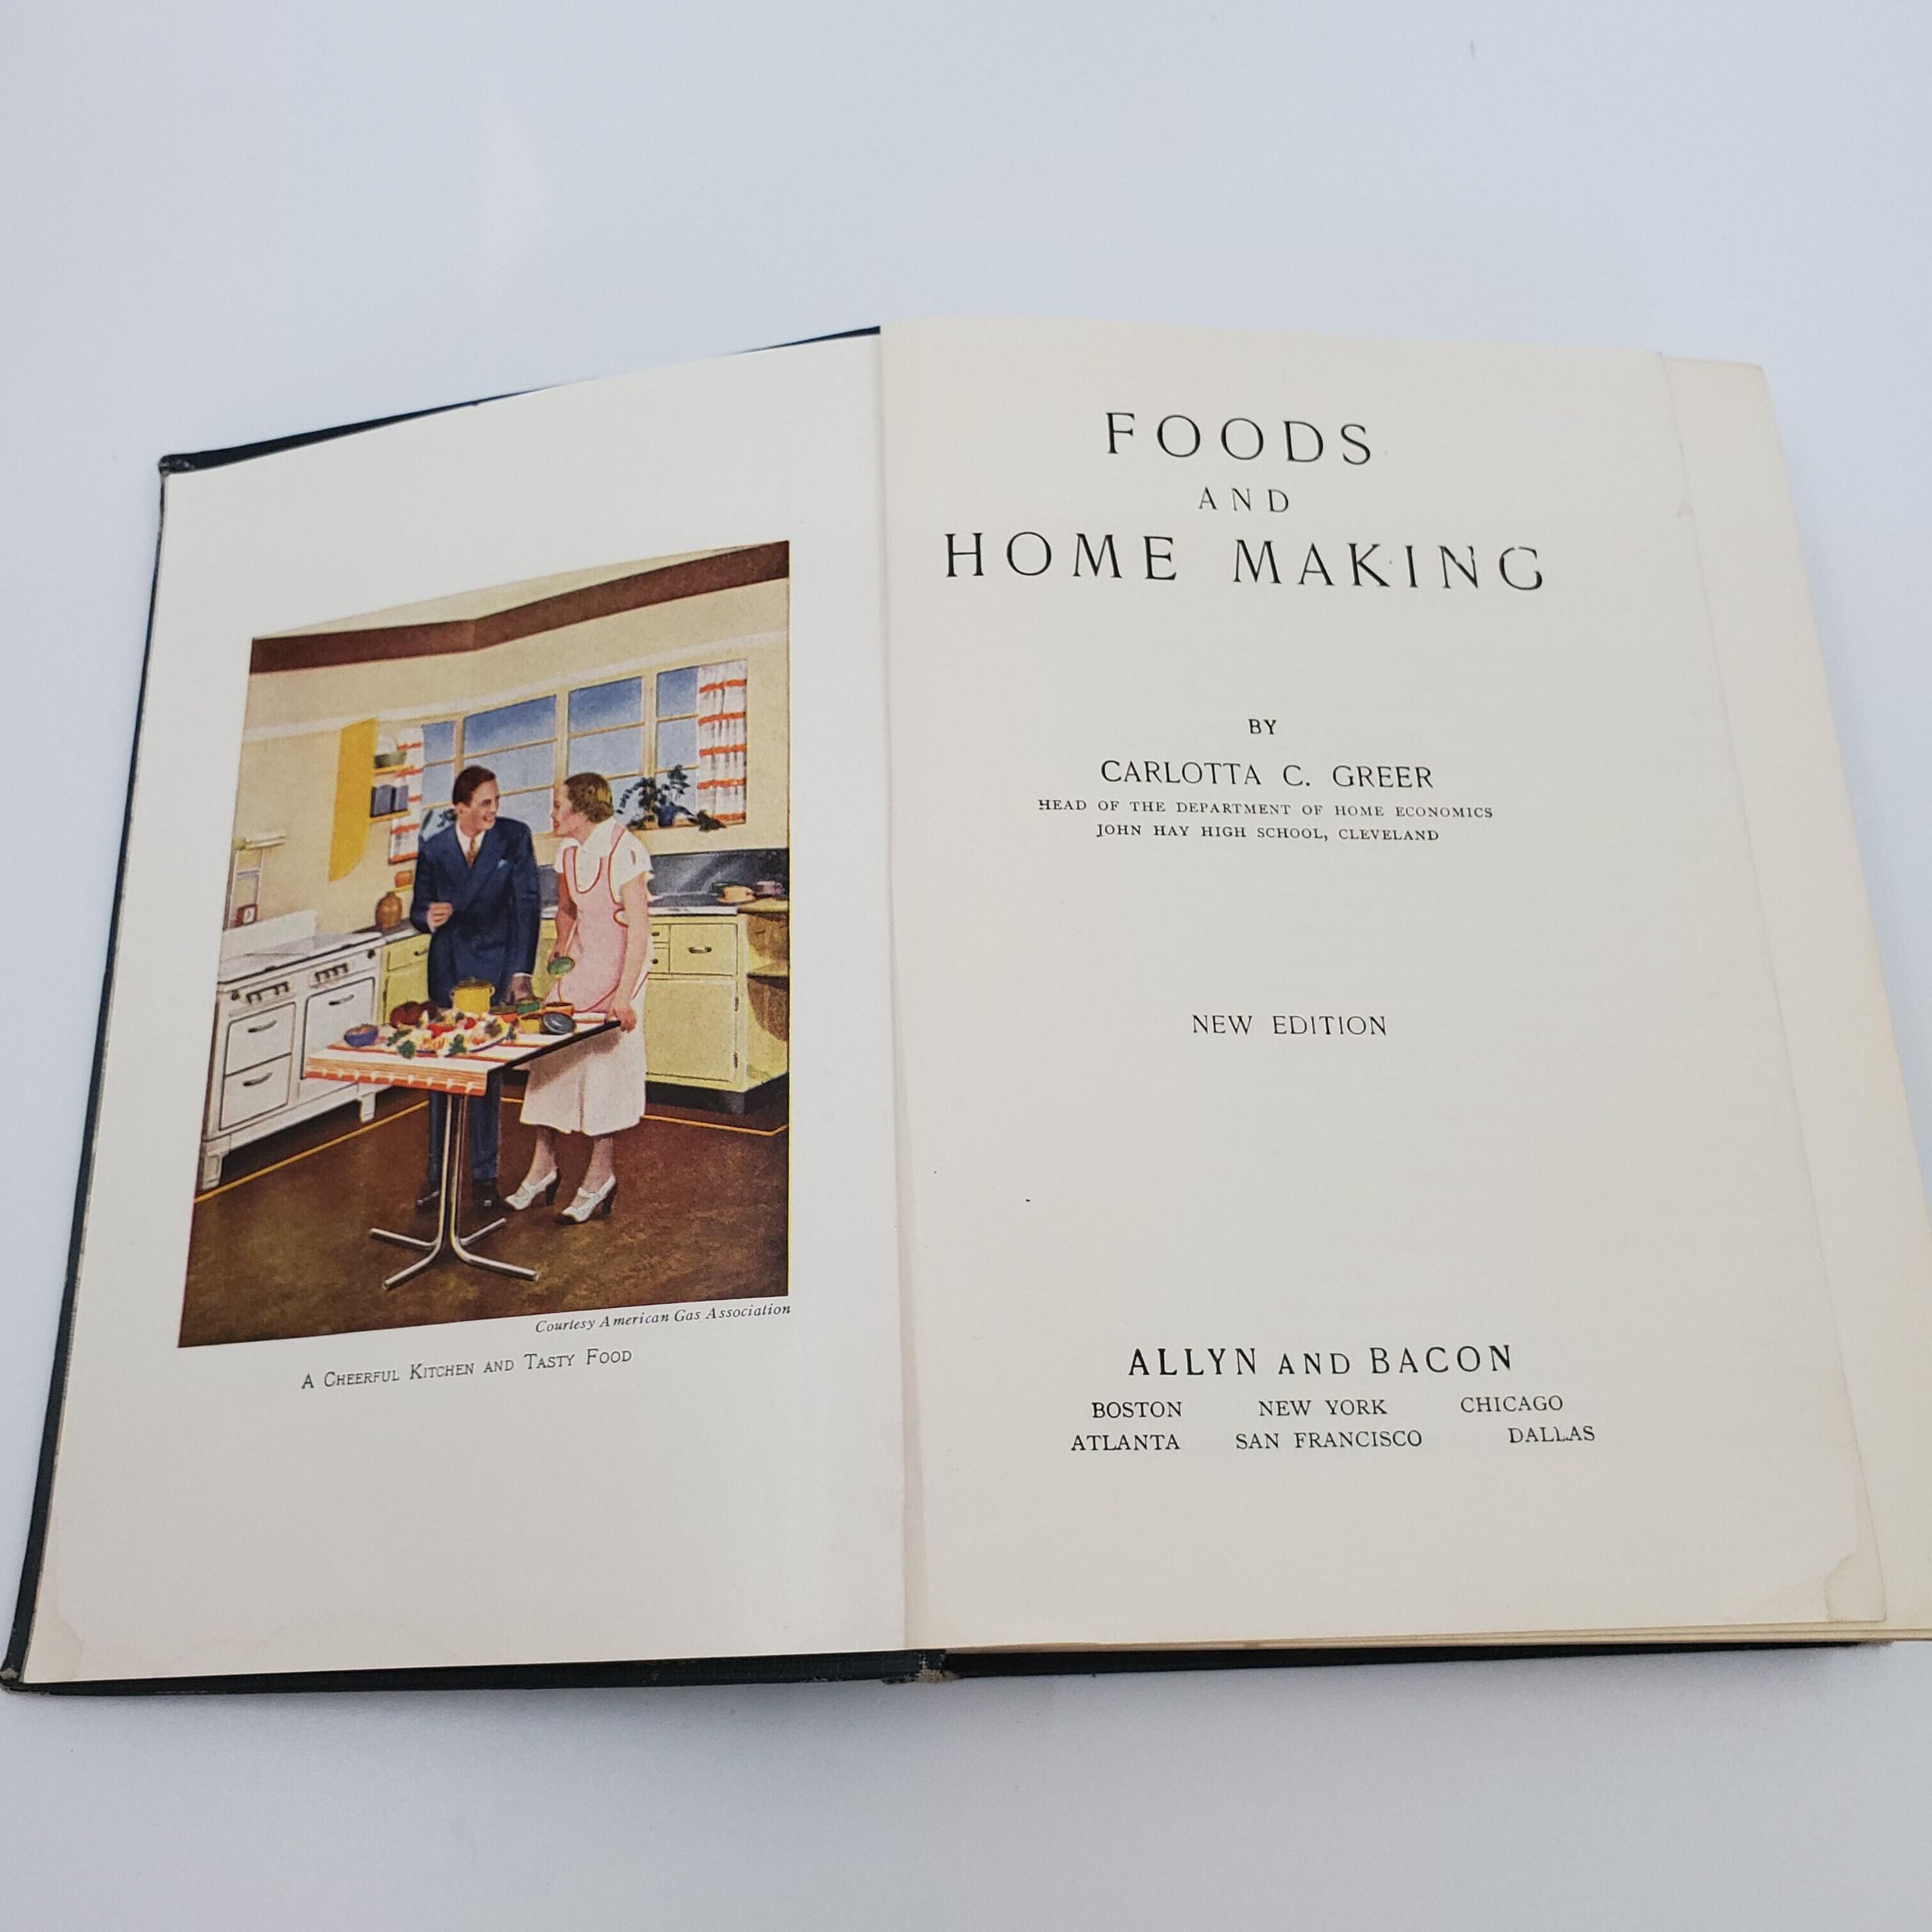 Courtesy American Gas Association
A Cheerful Kitchen and Tasty Food
FOODS
AND
HOME MAKING
BY
CARLOTTA C. GREER
HEAD OF THE DEPARTMENT OF HOME ECONOMICS
JOHN HAY HIGH SCHOOL, CLEVELAND
NEW EDITION
ALLYN AND BACON
BOSTON NEW YORK CHICAGO
ATLANTA SAN FRANCISCO DALLAS